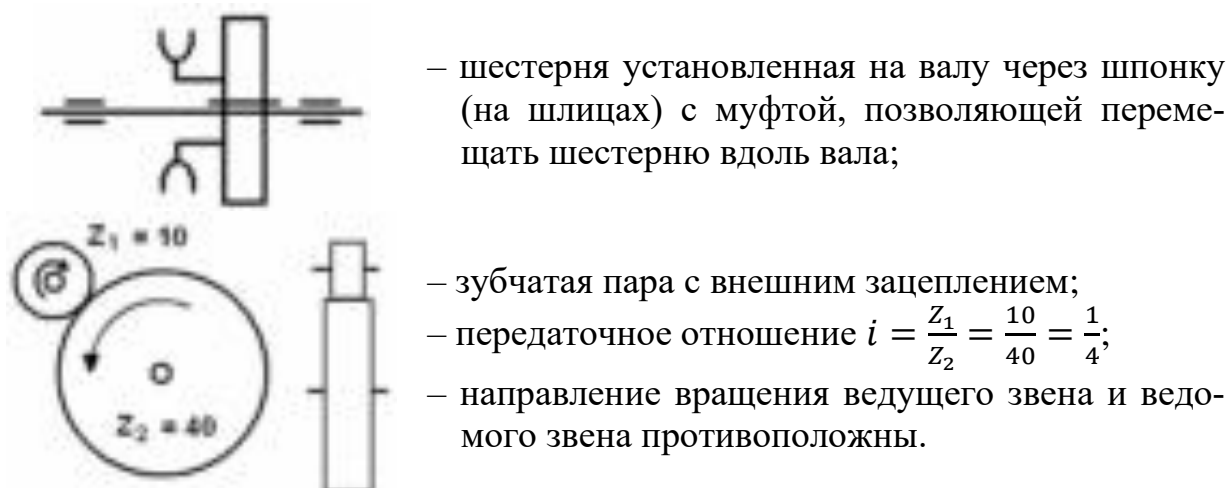 – шестерня установленная на валу через шпонку
(на шлицах) с муфтой, позволяющей переме-
щать шестерню вдоль вала;
Z₁ = 10
Z₂ = 40
– зубчатая пара с внешним зацеплением;
– передаточное отношение i = Z₁/Z₂ = 10/40 = 1/4;
– направление вращения ведущего звена и ведо-
мого звена противоположны.